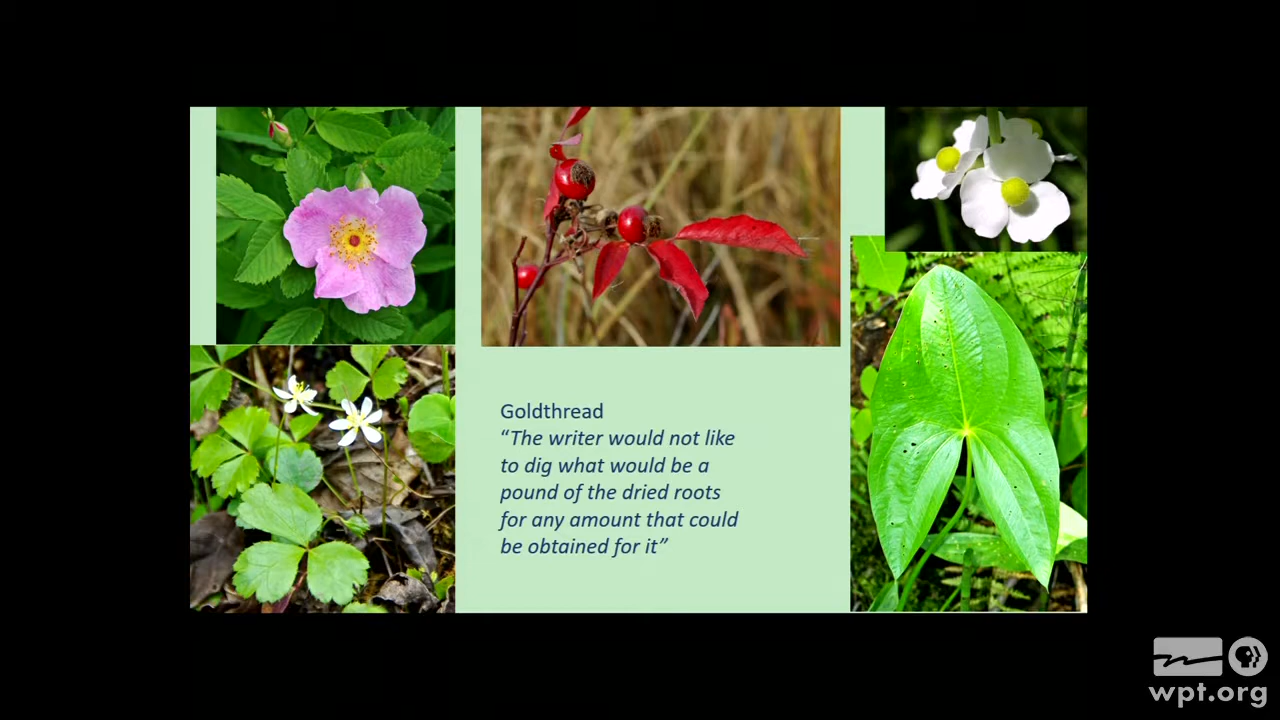 Goldthread
“The writer would not like
to dig what would be a
pound of the dried roots
for any amount that could
be obtained for it”
wpt.org